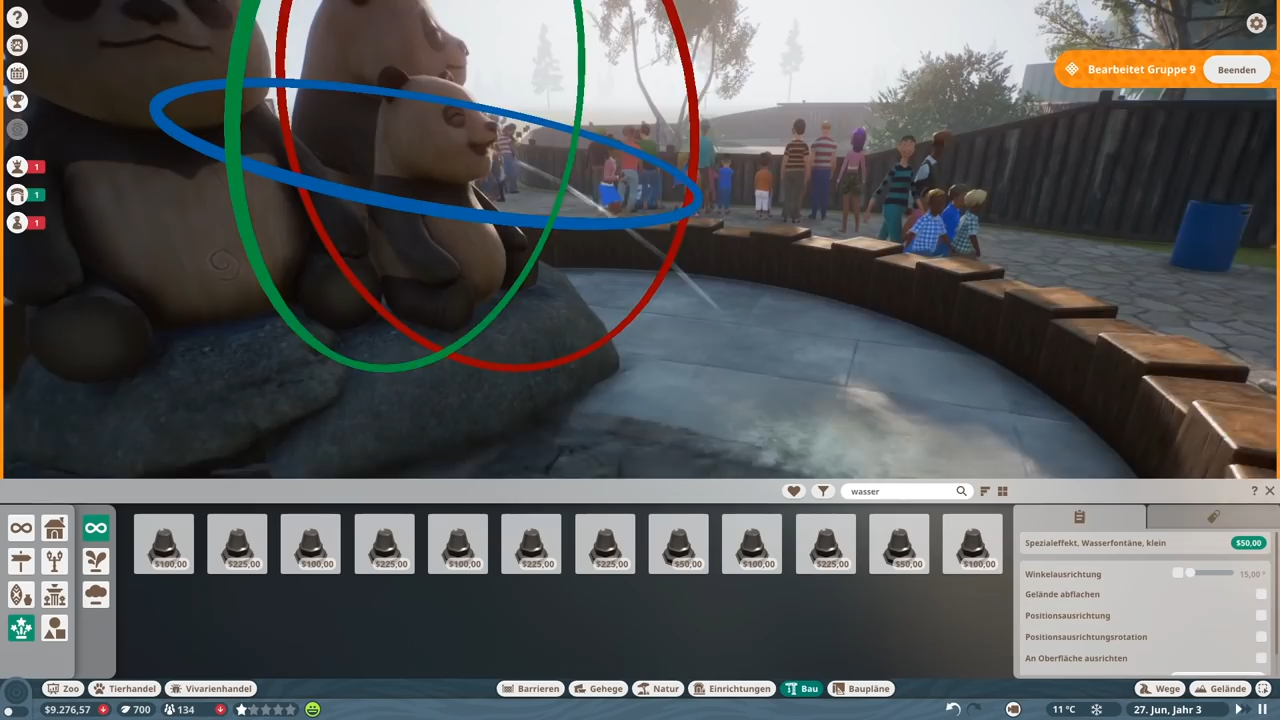 ?
Bearbeitet Gruppe 9
Beenden
1
1
1
wasser
? ×
$100,00 $225,00 $100,00 $225,00 $100,00 $225,00 $225,00 $50,00 $100,00 $225,00 $50,00 $100,00
Spezialeffekt, Wasserfontäne, klein $50,00
Winkelausrichtung 15,00°
Gelände abflachen
Positionsausrichtung
Positionsausrichtungsrotation
An Oberfläche ausrichten
Zoo Tierhandel Vivarienhandel Barrieren Gehege Natur Einrichtungen Bau Baupläne Wege Gelände
$9.276,57 700 134 11 °C 27. Jun, Jahr 3